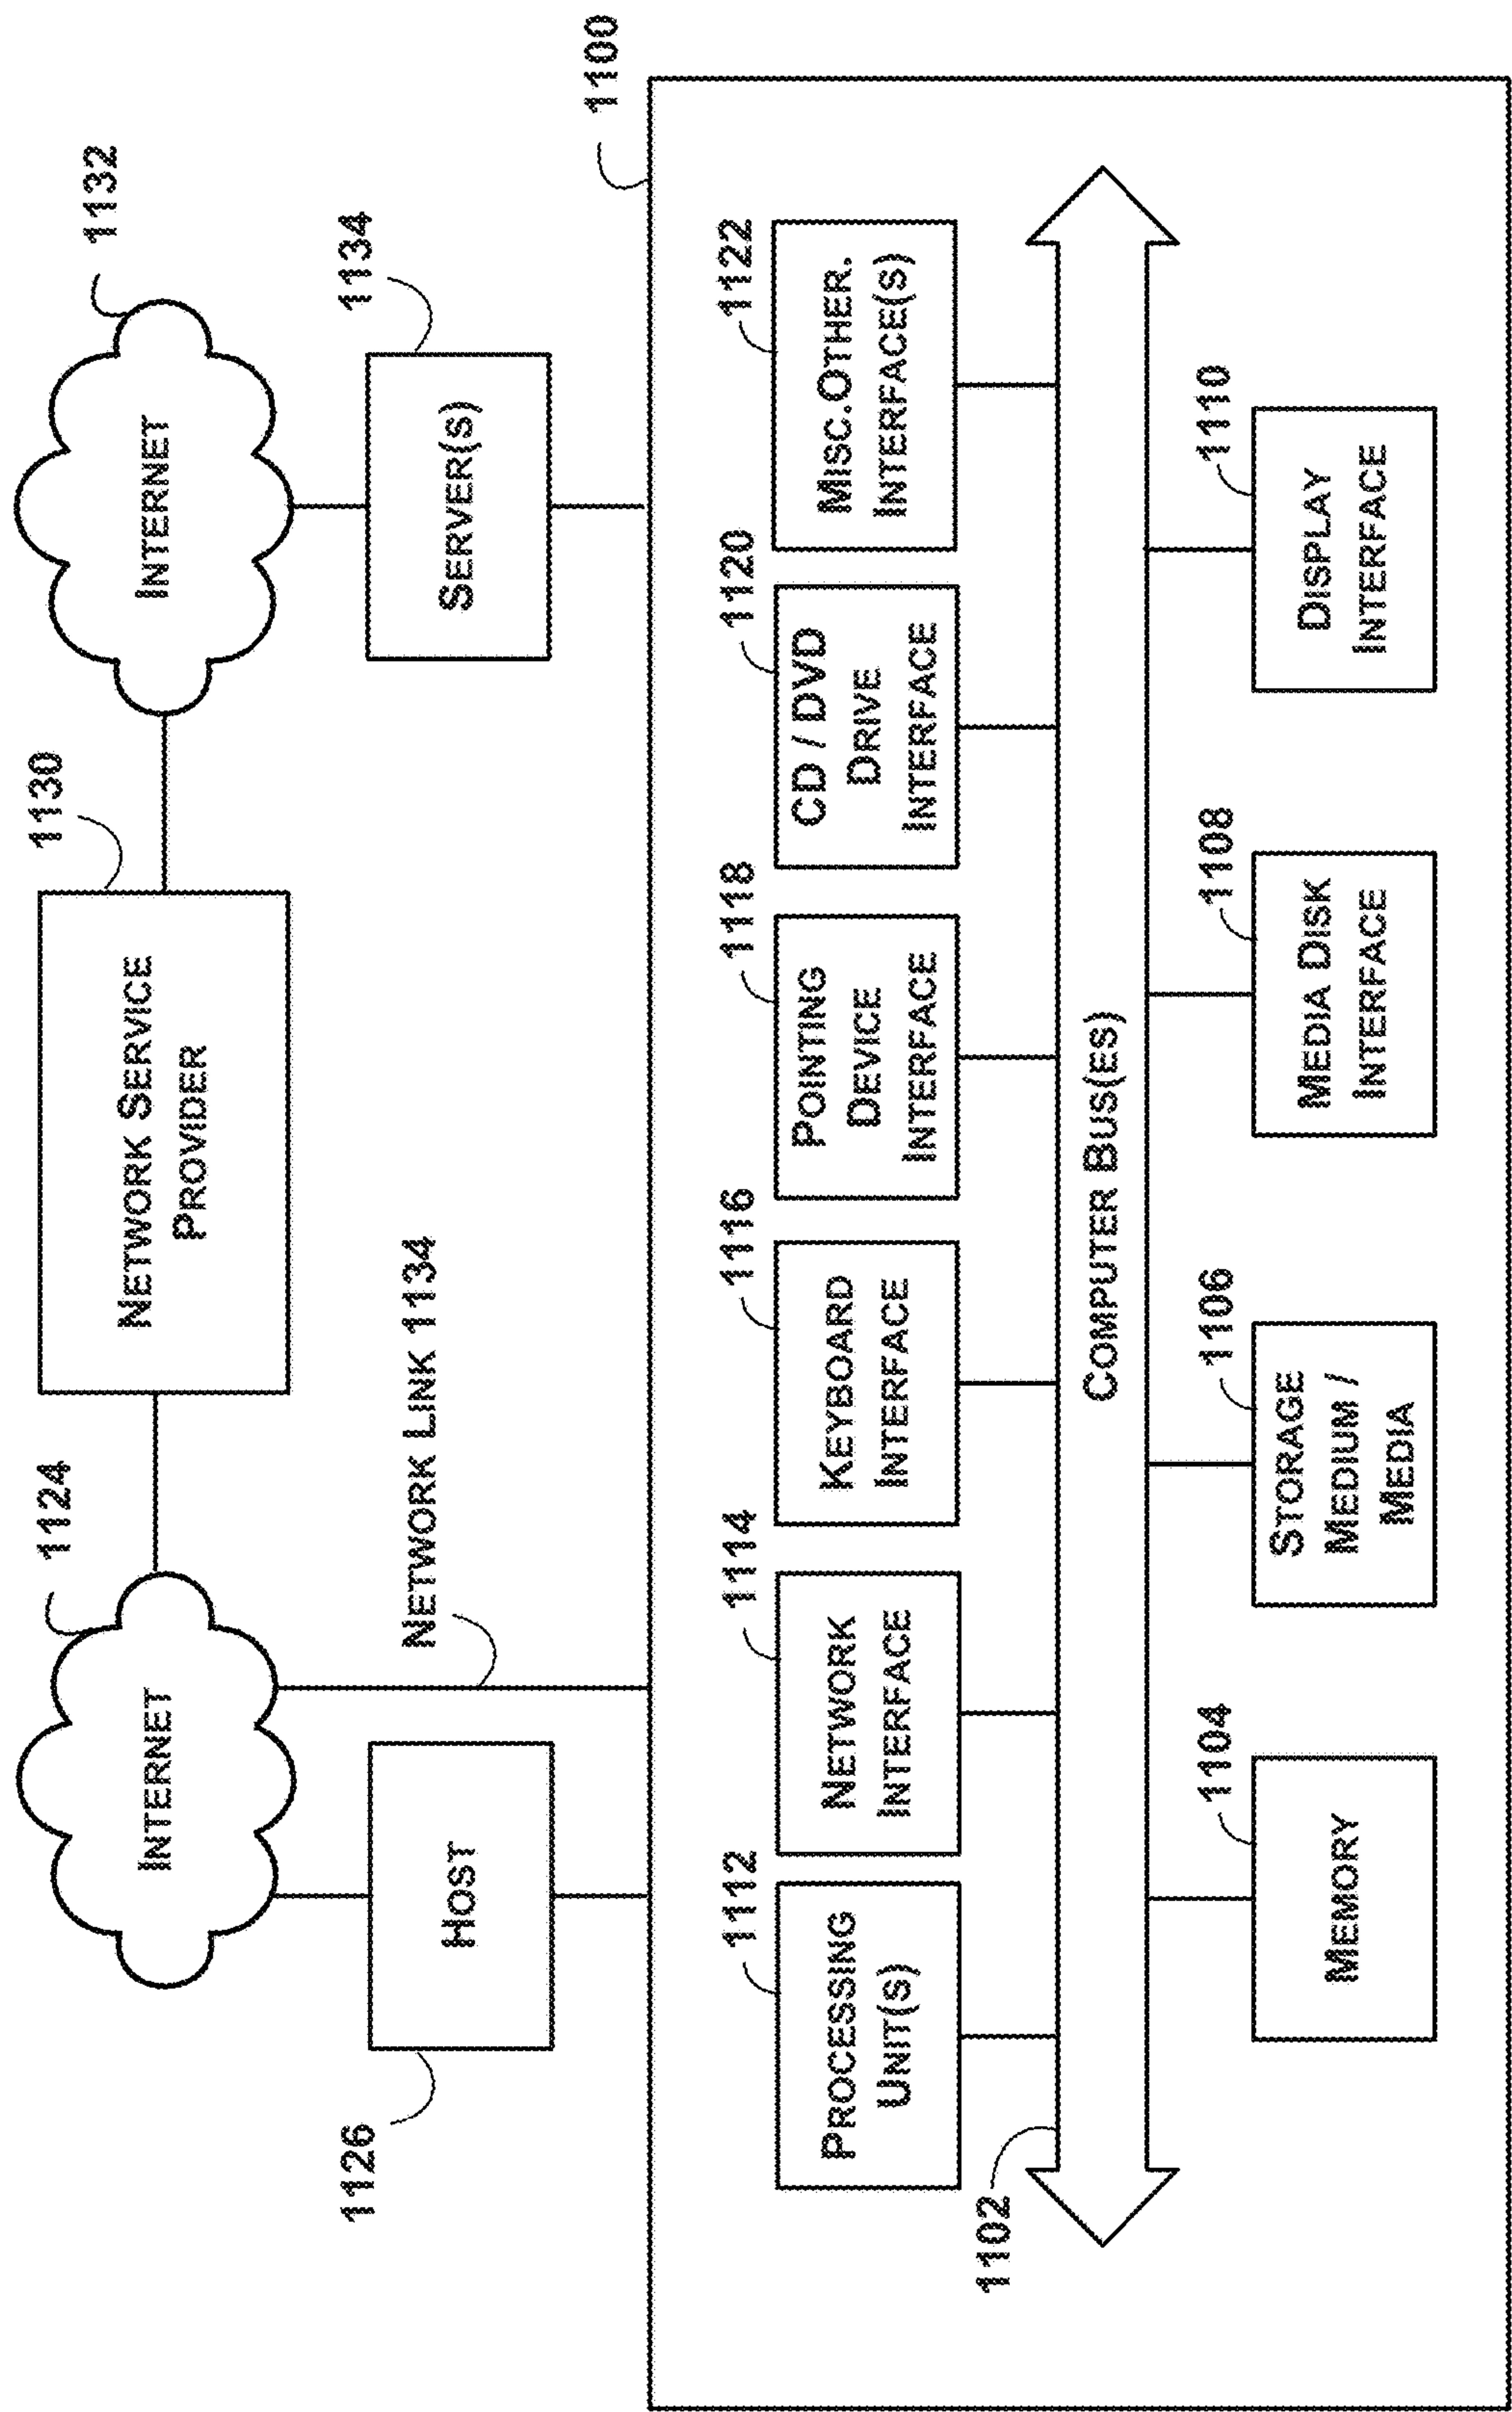 1124
INTERNET
1130
NETWORK SERVICE
PROVIDER
1132
INTERNET
1126
HOST
NETWORK LINK 1134
1134
SERVER(S)
1100
1112
PROCESSING
UNIT(S)
1114
NETWORK
INTERFACE
1116
KEYBOARD
INTERFACE
1118
POINTING
DEVICE
INTERFACE
1120
CD / DVD
DRIVE
INTERFACE
1122
MISC.OTHER.
INTERFACE(S)
1102
COMPUTER BUS(ES)
1104
MEMORY
1106
STORAGE
MEDIUM /
MEDIA
1108
MEDIA DISK
INTERFACE
1110
DISPLAY
INTERFACE